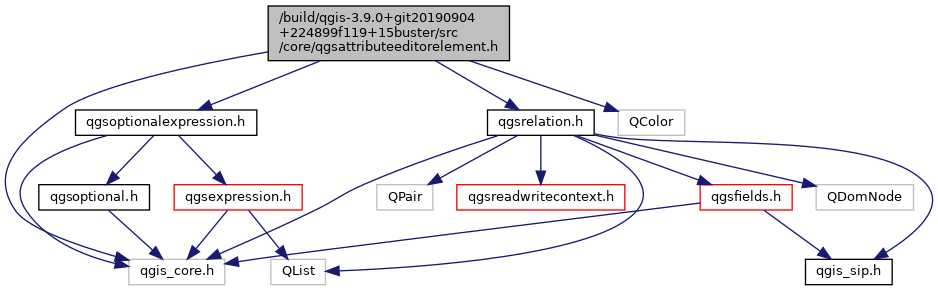 /build/qgis-3.9.0+git20190904
+224899f119+15buster/src
/core/qgsattributeeditorelement.h
qgsoptionalexpression.h
qgsrelation.h
QColor
qgsoptional.h
qgsexpression.h
QPair
qgsreadwritecontext.h
qgsfields.h
QDomNode
qgis_core.h
QList
qgis_sip.h